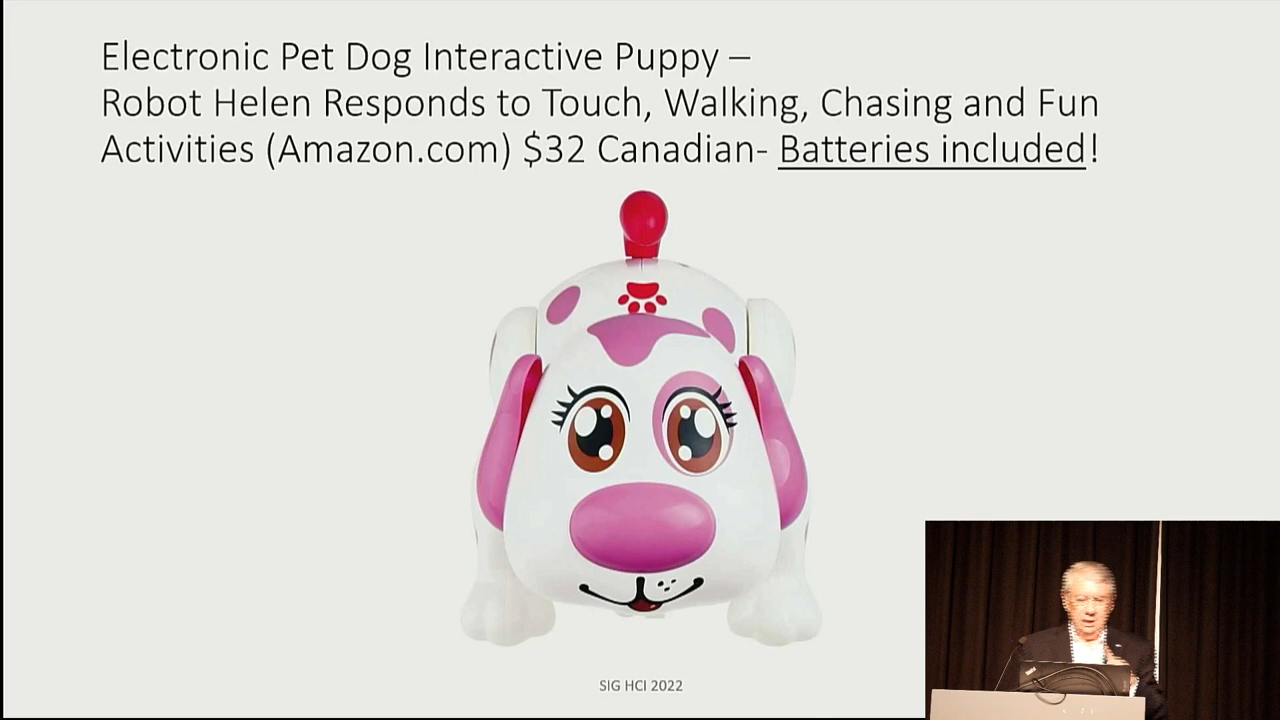 Electronic Pet Dog Interactive Puppy –
Robot Helen Responds to Touch, Walking, Chasing and Fun
Activities (Amazon.com) $32 Canadian- Batteries included!
SIG HCI 2022